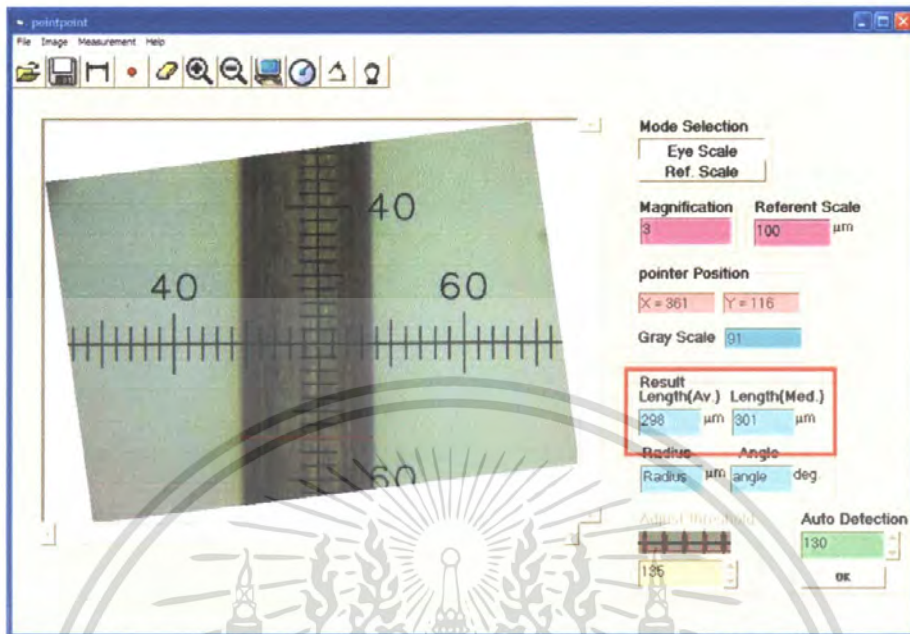 pointpoint
File Image Measurement Help
Mode Selection
Eye Scale
Ref. Scale
Magnification Referent Scale
3 100 μm
pointer Position
X = 361 Y = 116
Gray Scale 91
Result
Length(Av.) Length(Med.)
298 μm 301 μm
Radius Angle
Radius μm angle deg.
Adjust threshold Auto Detection
135 130
OK
40
40 60
60